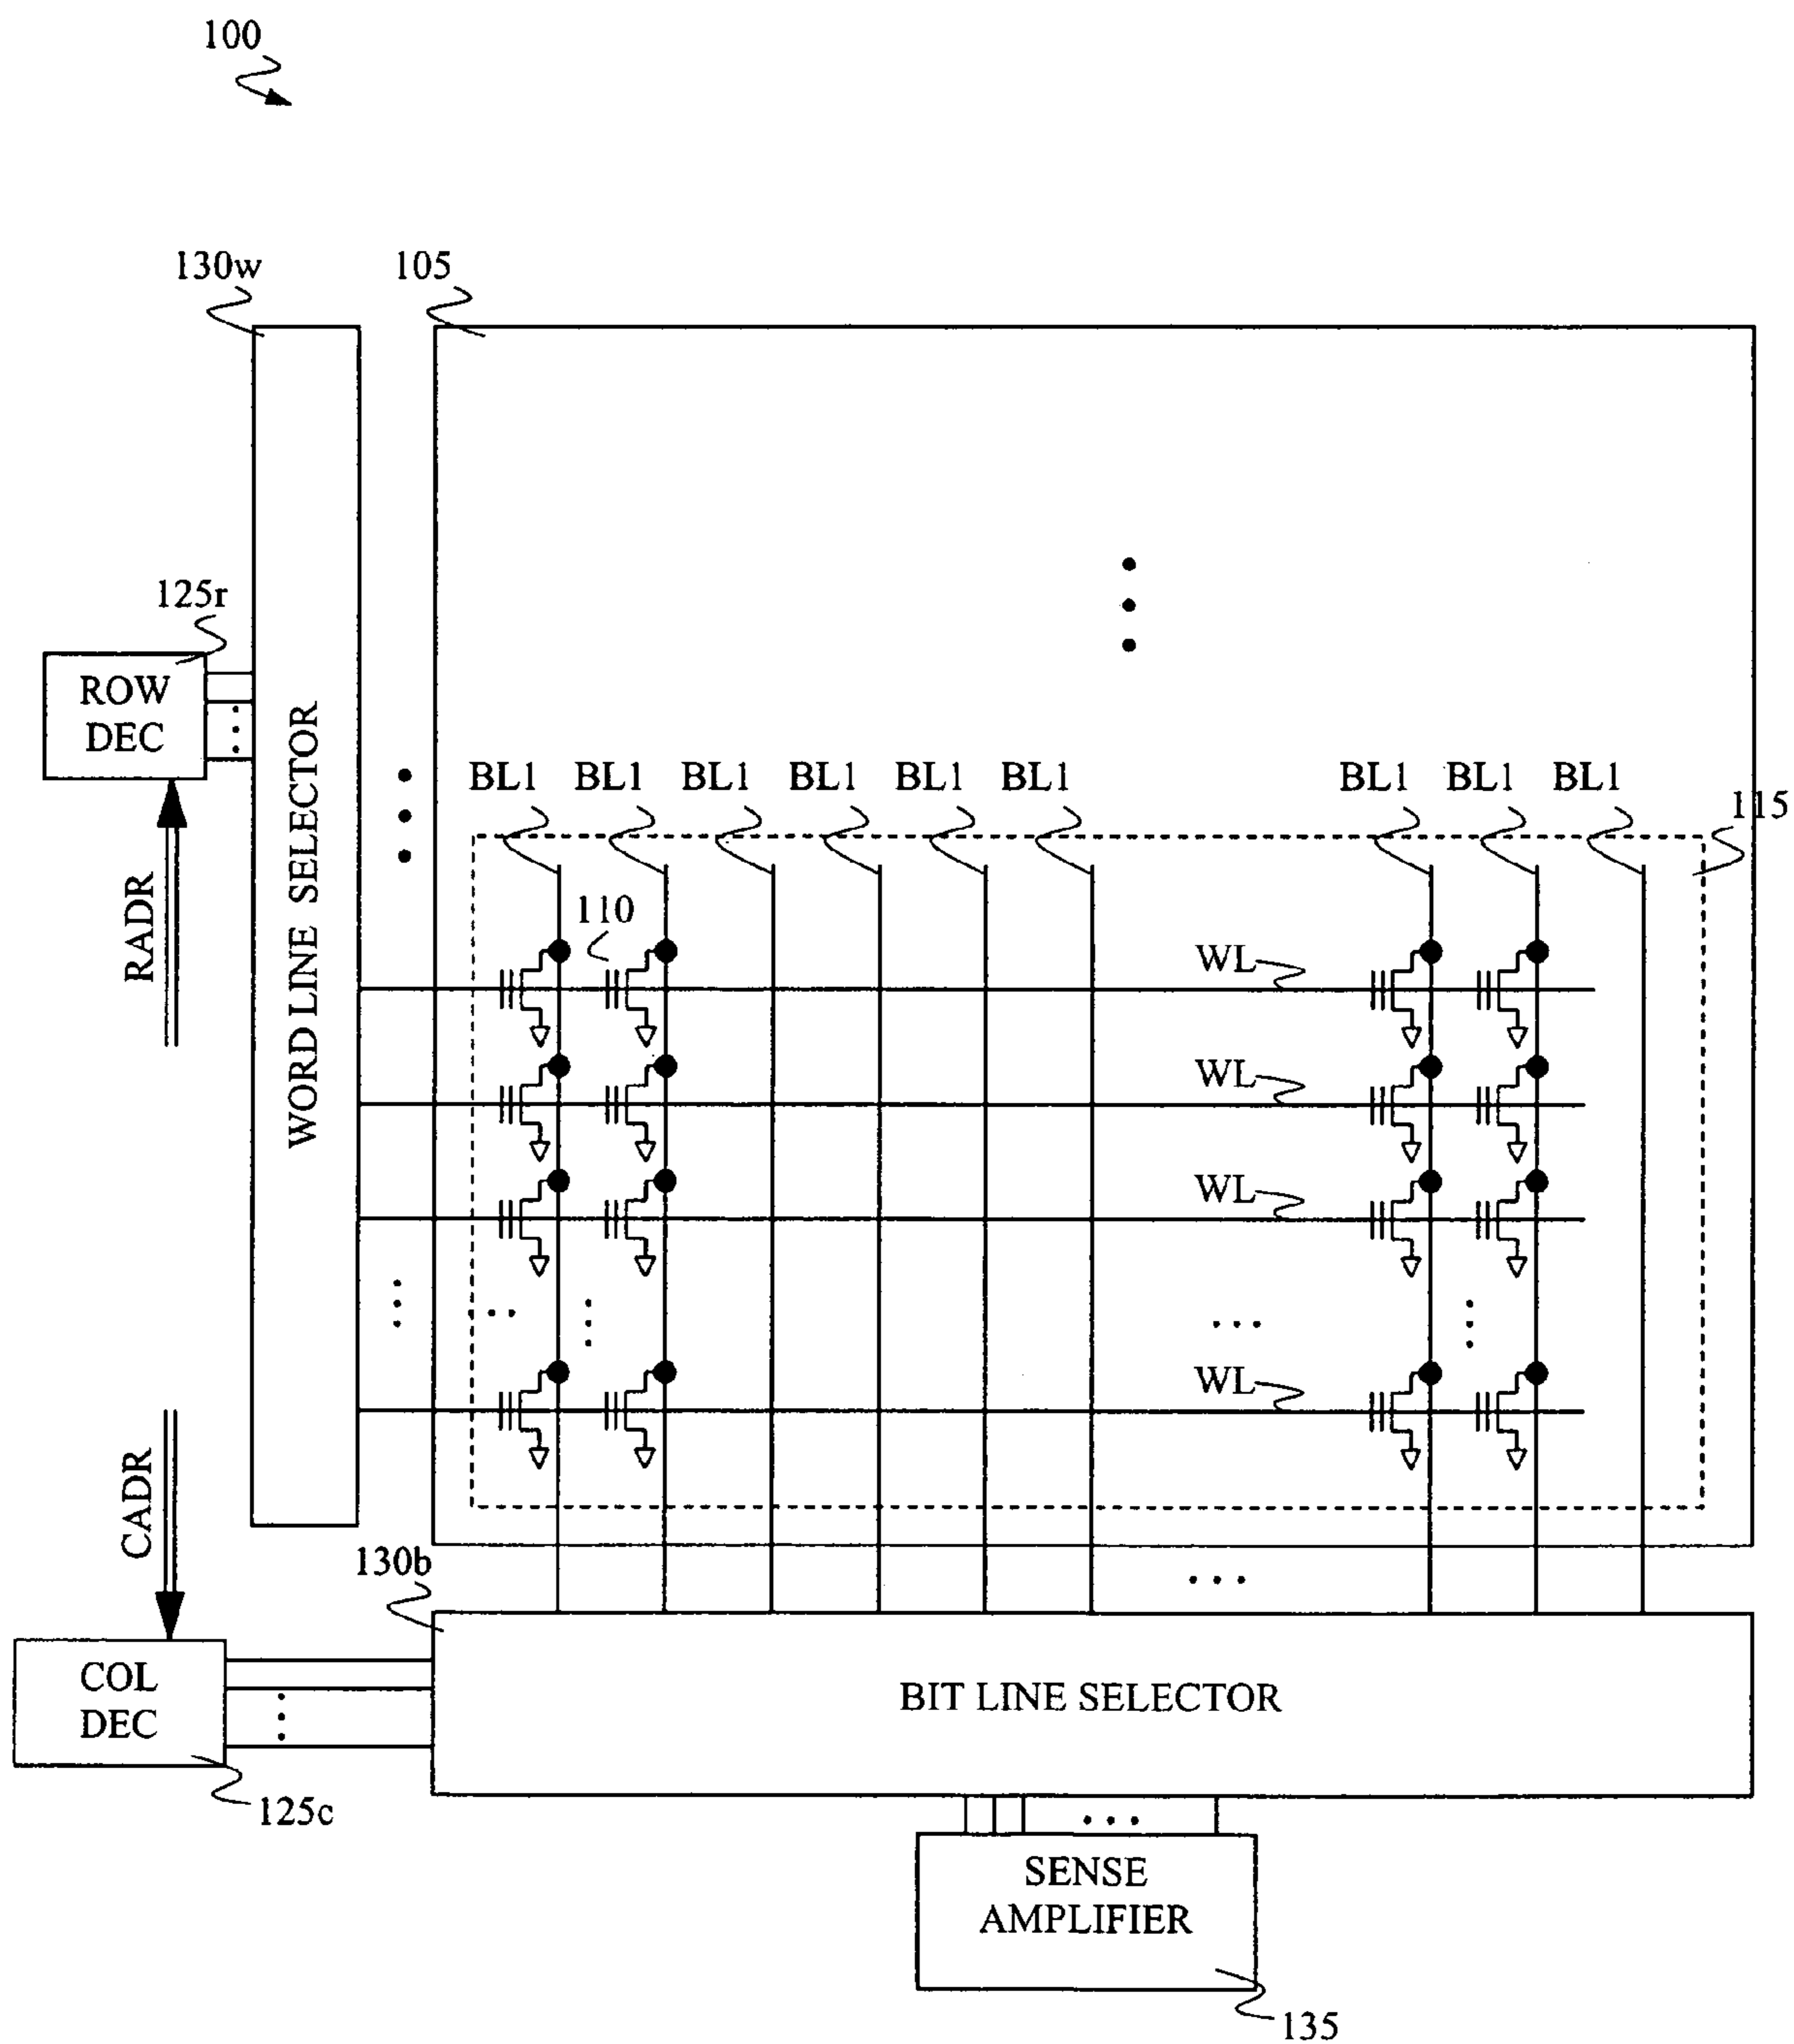 100
130w
105
125r
ROW
DEC
RADR
WORD LINE SELECTOR
BL1 BL1 BL1 BL1 BL1 BL1 BL1 BL1 BL1
115
110
WL
WL
WL
WL
CADR
130b
COL
DEC
BIT LINE SELECTOR
125c
SENSE
AMPLIFIER
135